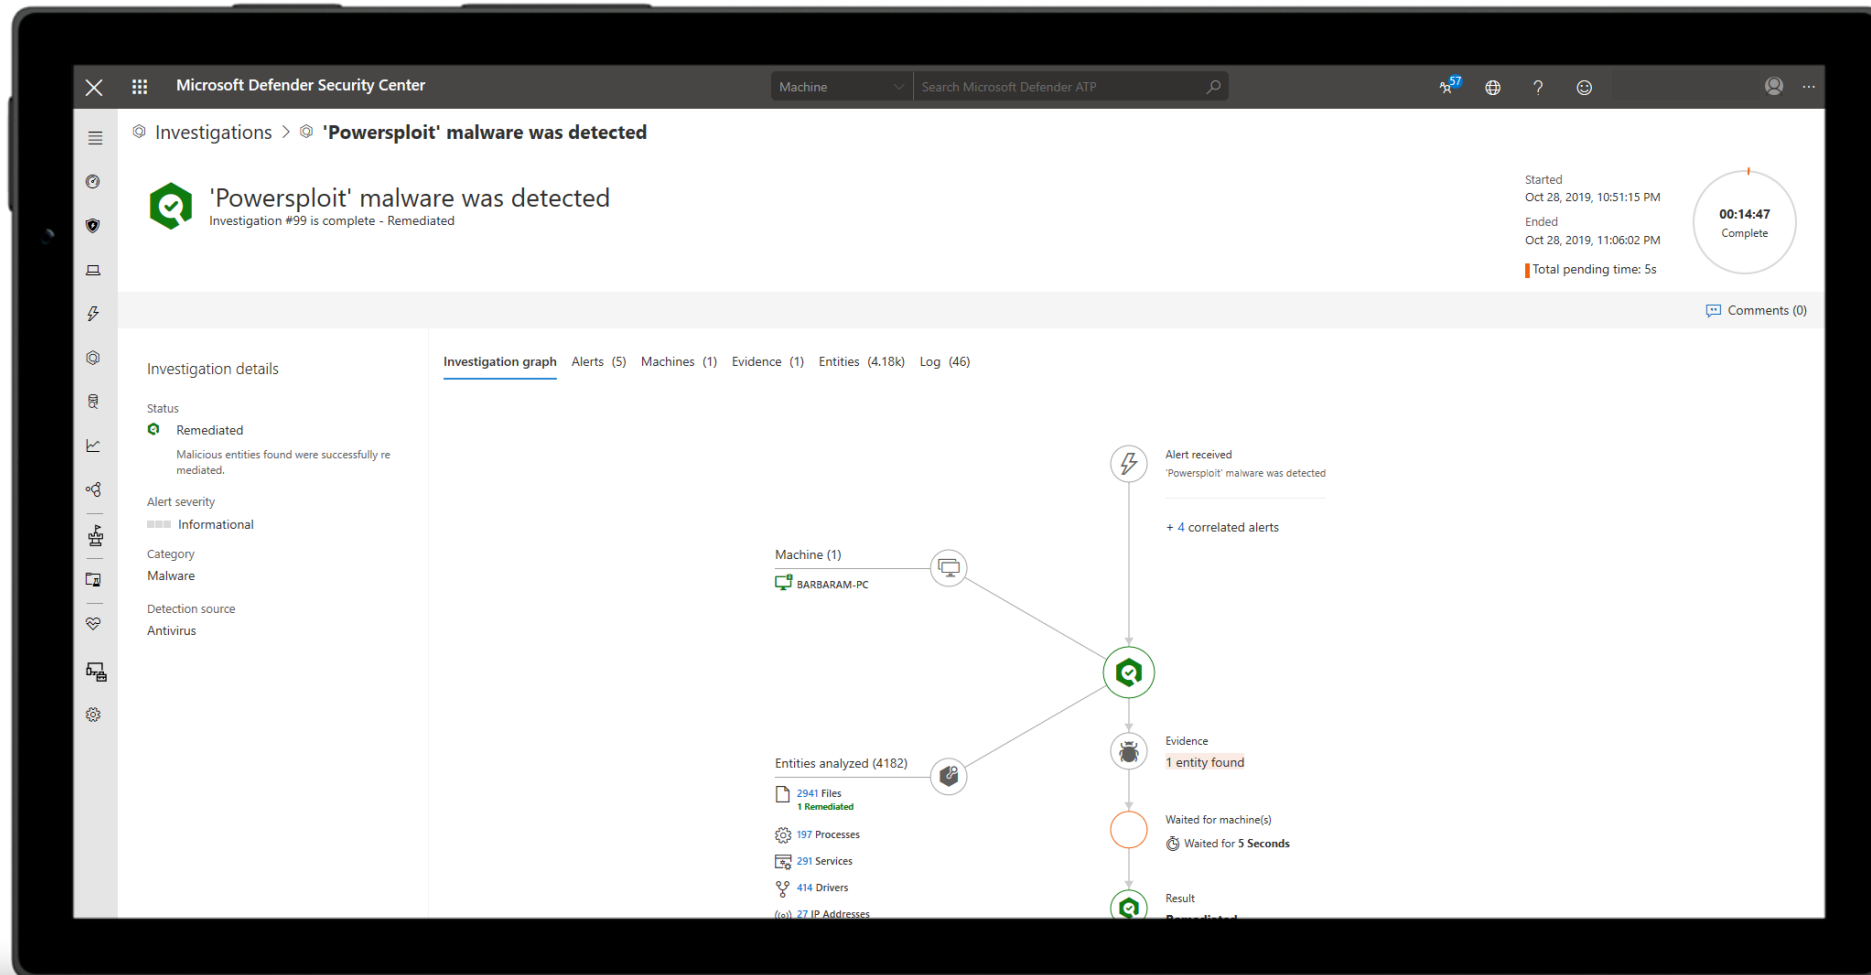 Microsoft Defender Security Center
Machine
Search Microsoft Defender ATP
57
?
...
Investigations > 'Powersploit' malware was detected
'Powersploit' malware was detected
Investigation #99 is complete - Remediated
Started
Oct 28, 2019, 10:51:15 PM
Ended
Oct 28, 2019, 11:06:02 PM
Total pending time: 5s
00:14:47
Complete
Comments (0)
Investigation details
Status
Remediated
Malicious entities found were successfully re
mediated.
Alert severity
Informational
Category
Malware
Detection source
Antivirus
Investigation graph Alerts (5) Machines (1) Evidence (1) Entities (4.18k) Log (46)
Alert received
'Powersploit' malware was detected
+ 4 correlated alerts
Machine (1)
BARBARAM-PC
Entities analyzed (4182)
2941 Files
1 Remediated
197 Processes
291 Services
414 Drivers
27 IP Addresses
Evidence
1 entity found
Waited for machine(s)
Waited for 5 Seconds
Result
Remediated